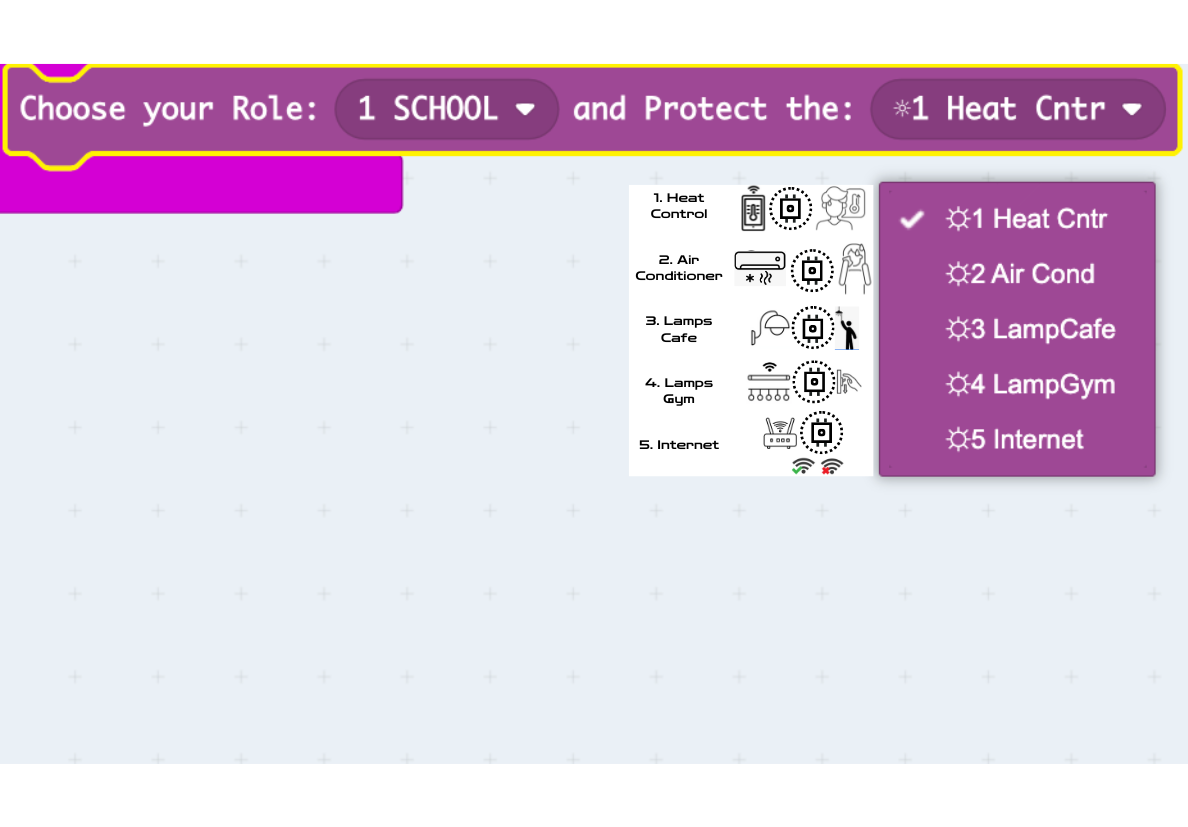 Choose your Role: 1 SCHOOL and Protect the: ☼1 Heat Cntr
1. Heat
Control
2. Air
Conditioner
3. Lamps
Cafe
4. Lamps
Gym
5. Internet
☼1 Heat Cntr
☼2 Air Cond
☼3 LampCafe
☼4 LampGym
☼5 Internet